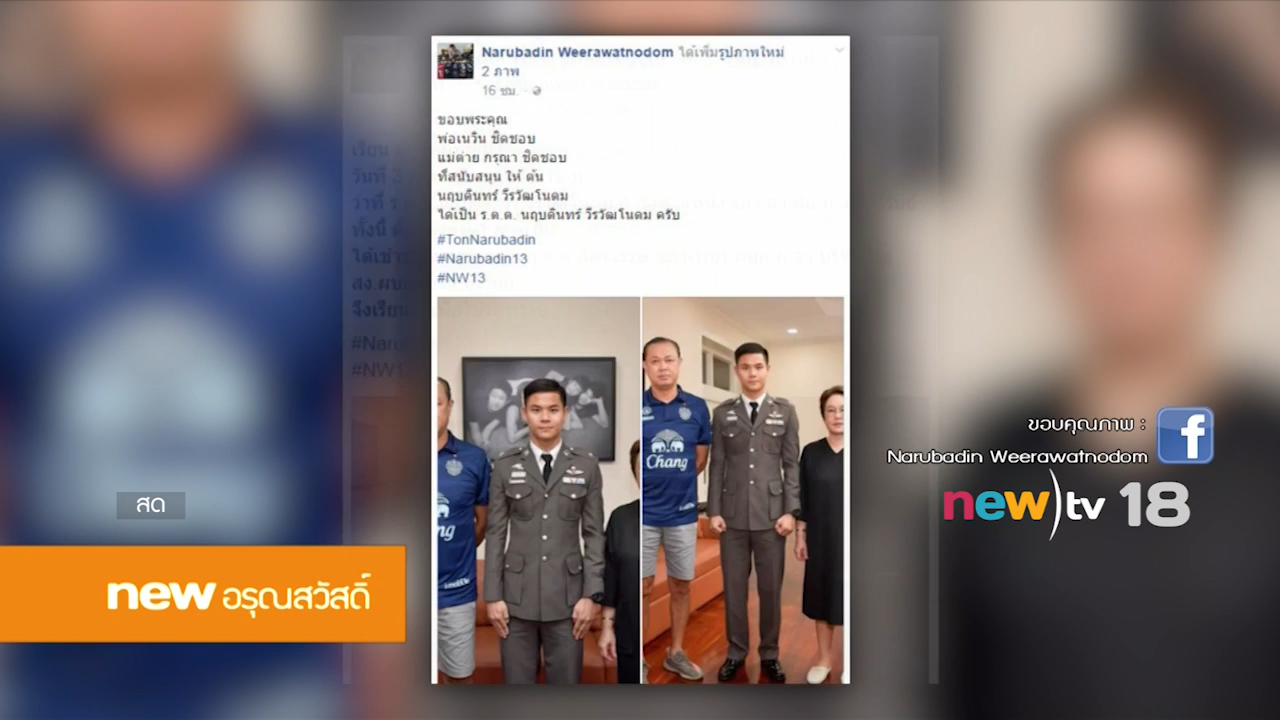 Narubadin Weerawatnodom ได้เพิ่มรูปภาพใหม่
2 ภาพ
16 ชม.
ขอบพระคุณ
พ่อเนวิน ชิดชอบ
แม่ต่าย กรุณา ชิดชอบ
ที่สนับสนุน ให้ ต้น
นฤบดินทร์ วีรวัฒโนดม
ได้เป็น ร.ต.ต. นฤบดินทร์ วีรวัฒโนดม ครับ
#TonNarubadin
#Narubadin13
#NW13
Chang
ขอบคุณภาพ :
f
Narubadin Weerawatnodom
new)tv 18
สด
new อรุณสวัสดิ์